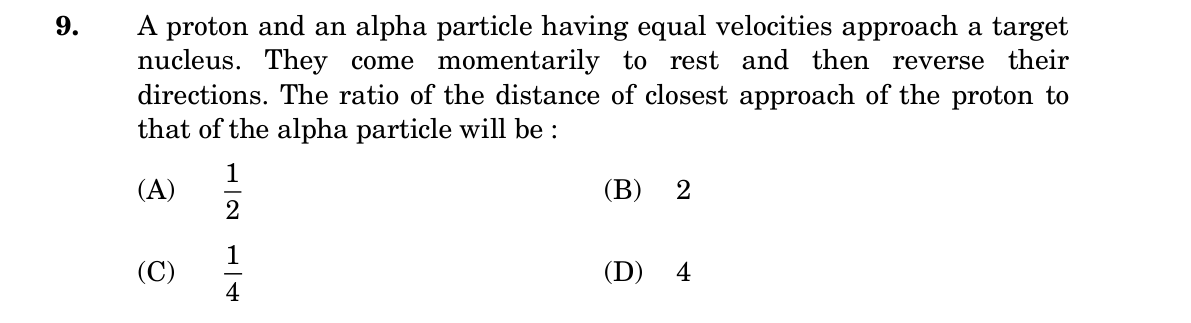 9. A proton and an alpha particle having equal velocities approach a target
nucleus. They come momentarily to rest and then reverse their
directions. The ratio of the distance of closest approach of the proton to
that of the alpha particle will be :
(A) 1/2 (B) 2
(C) 1/4 (D) 4